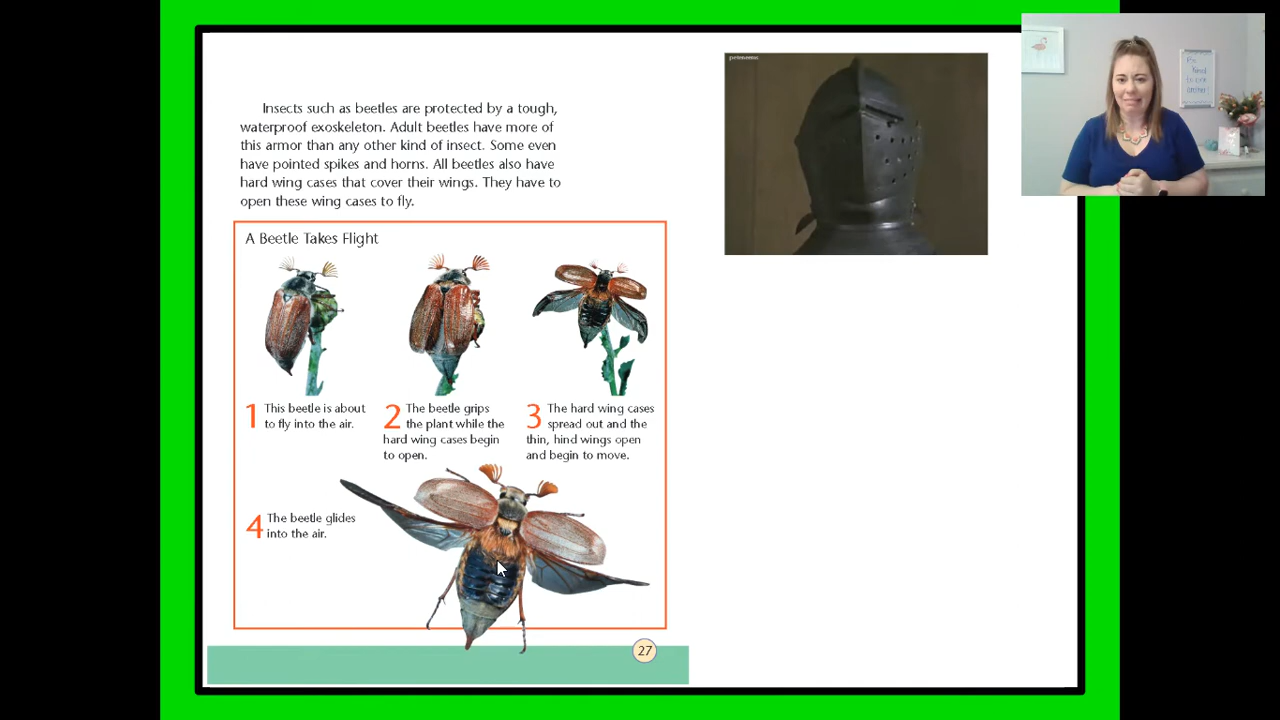 Insects such as beetles are protected by a tough,
waterproof exoskeleton. Adult beetles have more of
this armor than any other kind of insect. Some even
have pointed spikes and horns. All beetles also have
hard wing cases that cover their wings. They have to
open these wing cases to fly.
A Beetle Takes Flight
1 This beetle is about
to fly into the air.
2 The beetle grips
the plant while the
hard wing cases begin
to open.
3 The hard wing cases
spread out and the
thin, hind wings open
and begin to move.
4 The beetle glides
into the air.
27